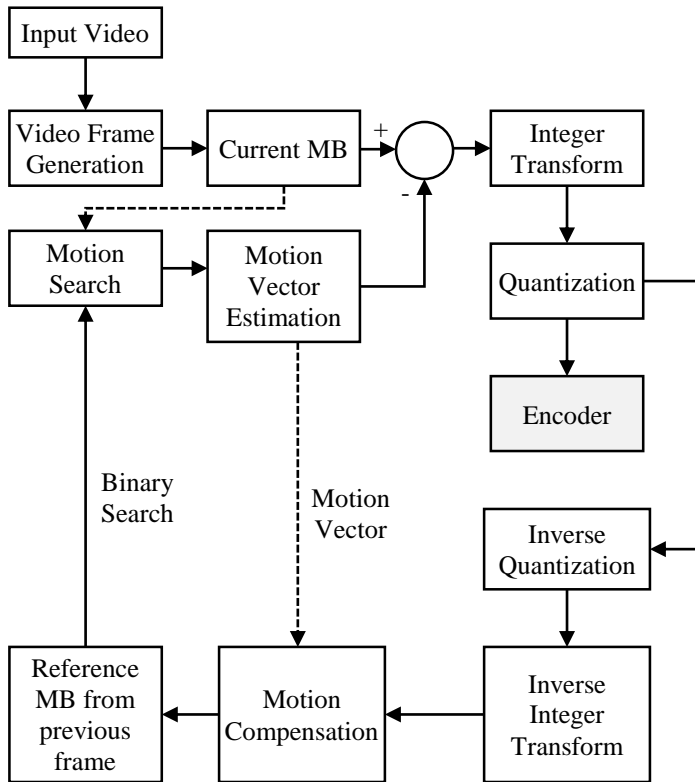 Input Video
Video Frame
Generation
Current MB
+
-
Integer
Transform
Motion
Search
Motion
Vector
Estimation
Quantization
Encoder
Binary
Search
Motion
Vector
Inverse
Quantization
Reference
MB from
previous
frame
Motion
Compensation
Inverse
Integer
Transform